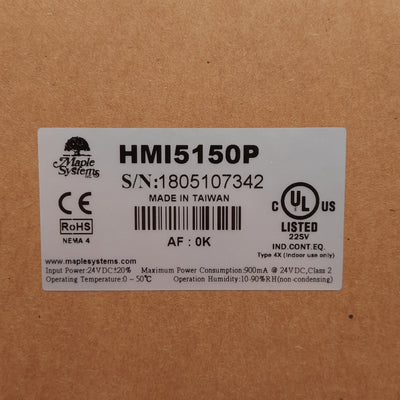 Maple
Systems
INC
HMI5150P
S/N:1805107342
MADE IN TAIWAN
CE
RoHS
NEMA 4
AF : 0K
C UL US
LISTED
22SV
IND.CONT.EQ.
Type 4X (Indoor use only)
www.maplesystems.com
Input Power:24VDC±20% Maximum Power Consumption:900mA @ 24VDC,Class 2
Operating Temperature:0 ~ 50℃ Operation Humidity:10-90%RH(non-condensing)